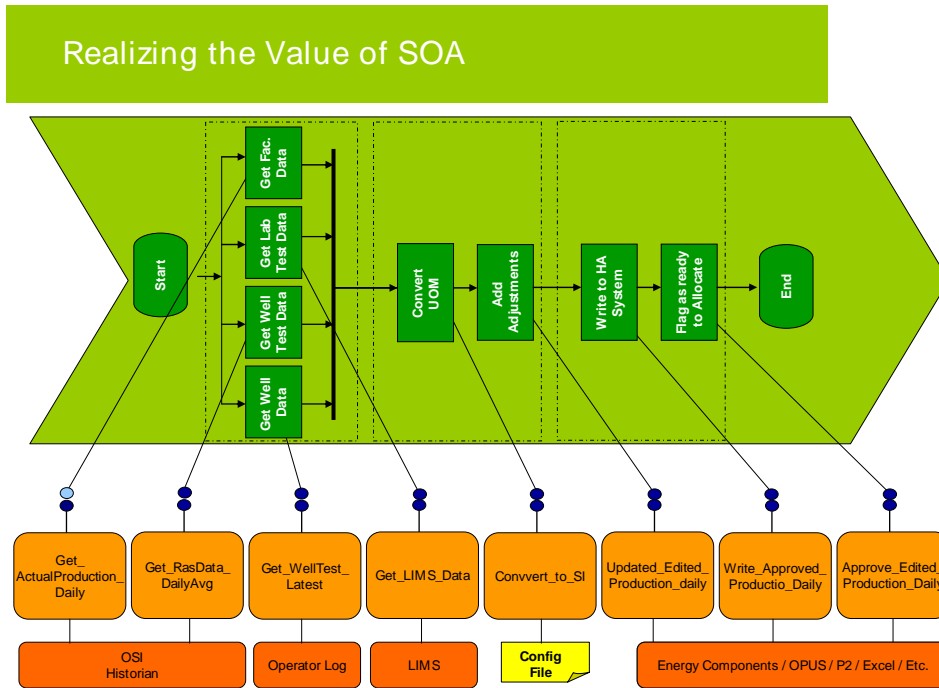 Realizing the Value of SOA
Start
Get Fac.
Data
Get Lab
Test Data
Get Well
Test Data
Get Well
Data
Convert
UOM
Add
Adjustments
Write to HA
System
Flag as ready
to Allocate
End
Get_
ActualProduction_
Daily
Get_RasData_
DailyAvg
Get_WellTest_
Latest
Get_LIMS_Data
Convvert_to_SI
Updated_Edited_
Production_daily
Write_Approved_
Productio_Daily
Approve_Edited_
Production_Daily
OSI
Historian
Operator Log
LIMS
Config
File
Energy Components / OPUS / P2 / Excel / Etc.